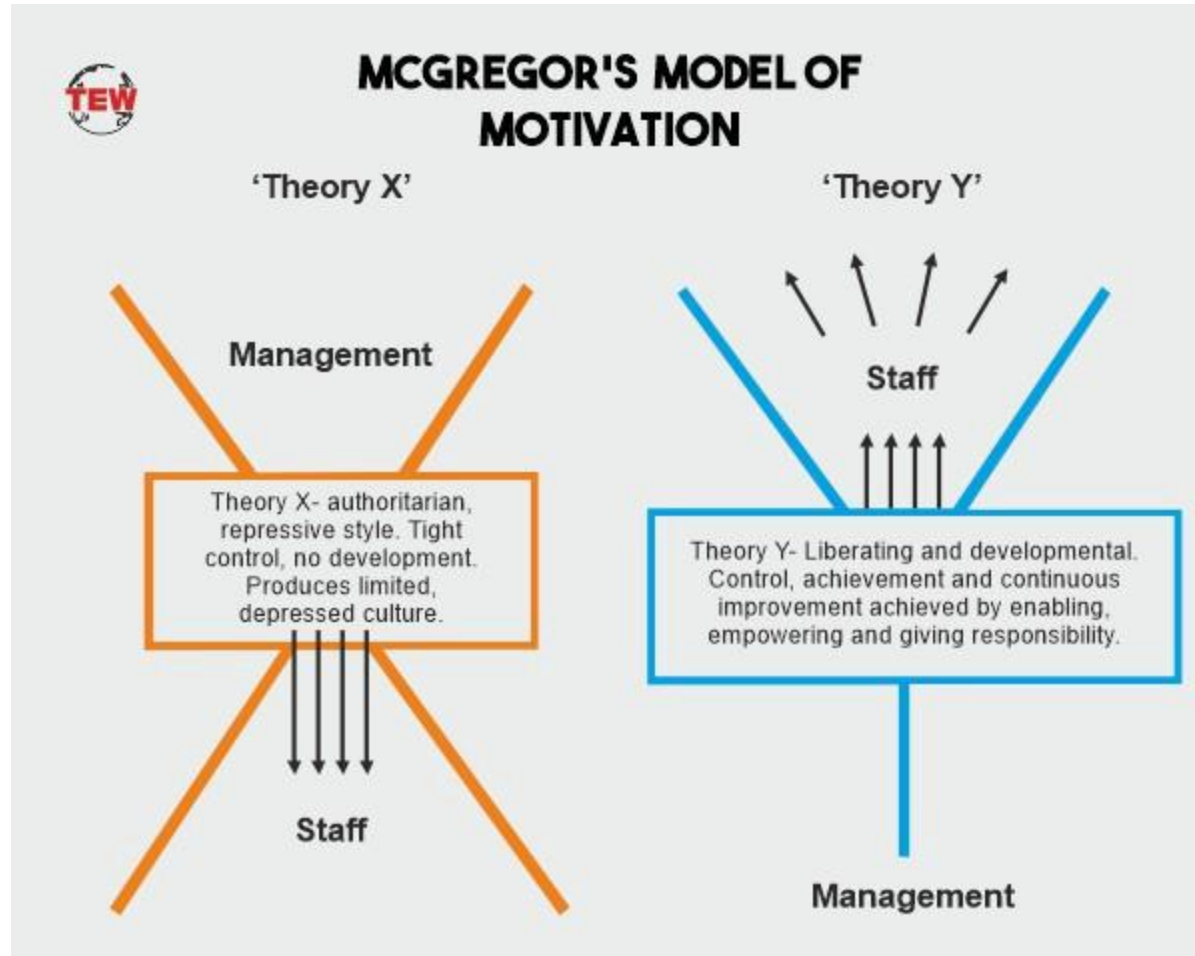 TEW
MCGREGOR'S MODEL OF
MOTIVATION
‘Theory X’
Management
Theory X- authoritarian,
repressive style. Tight
control, no development.
Produces limited,
depressed culture.
Staff
‘Theory Y’
Staff
Theory Y- Liberating and developmental.
Control, achievement and continuous
improvement achieved by enabling,
empowering and giving responsibility.
Management